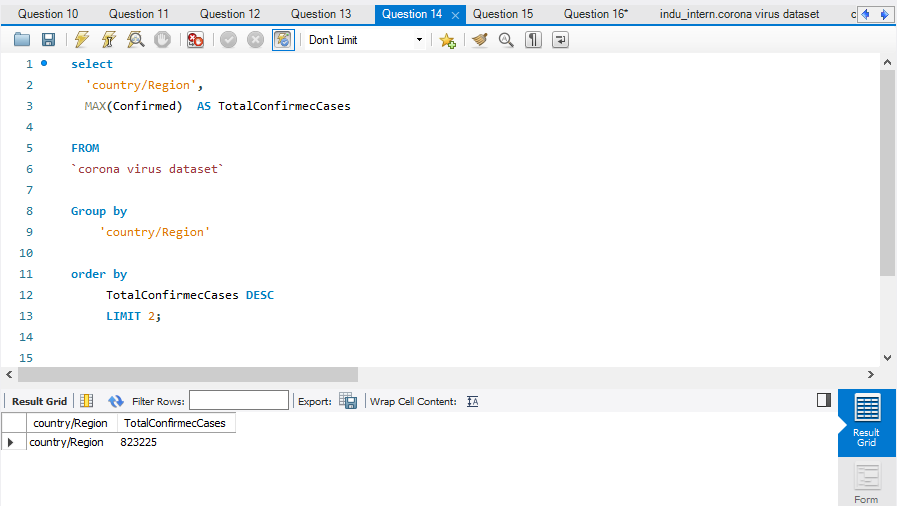 Question 10 Question 11 Question 12 Question 13 Question 14 Question 15 Question 16* indu_intern.corona virus dataset c
Don't Limit
1 select
2 'country/Region',
3 MAX(Confirmed) AS TotalConfirmecCases
4
5 FROM
6 `corona virus dataset`
7
8 Group by
9 'country/Region'
10
11 order by
12 TotalConfirmecCases DESC
13 LIMIT 2;
14
15
Result Grid Filter Rows: Export: Wrap Cell Content: IA
country/Region TotalConfirmecCases
country/Region 823225
Result
Grid
Form